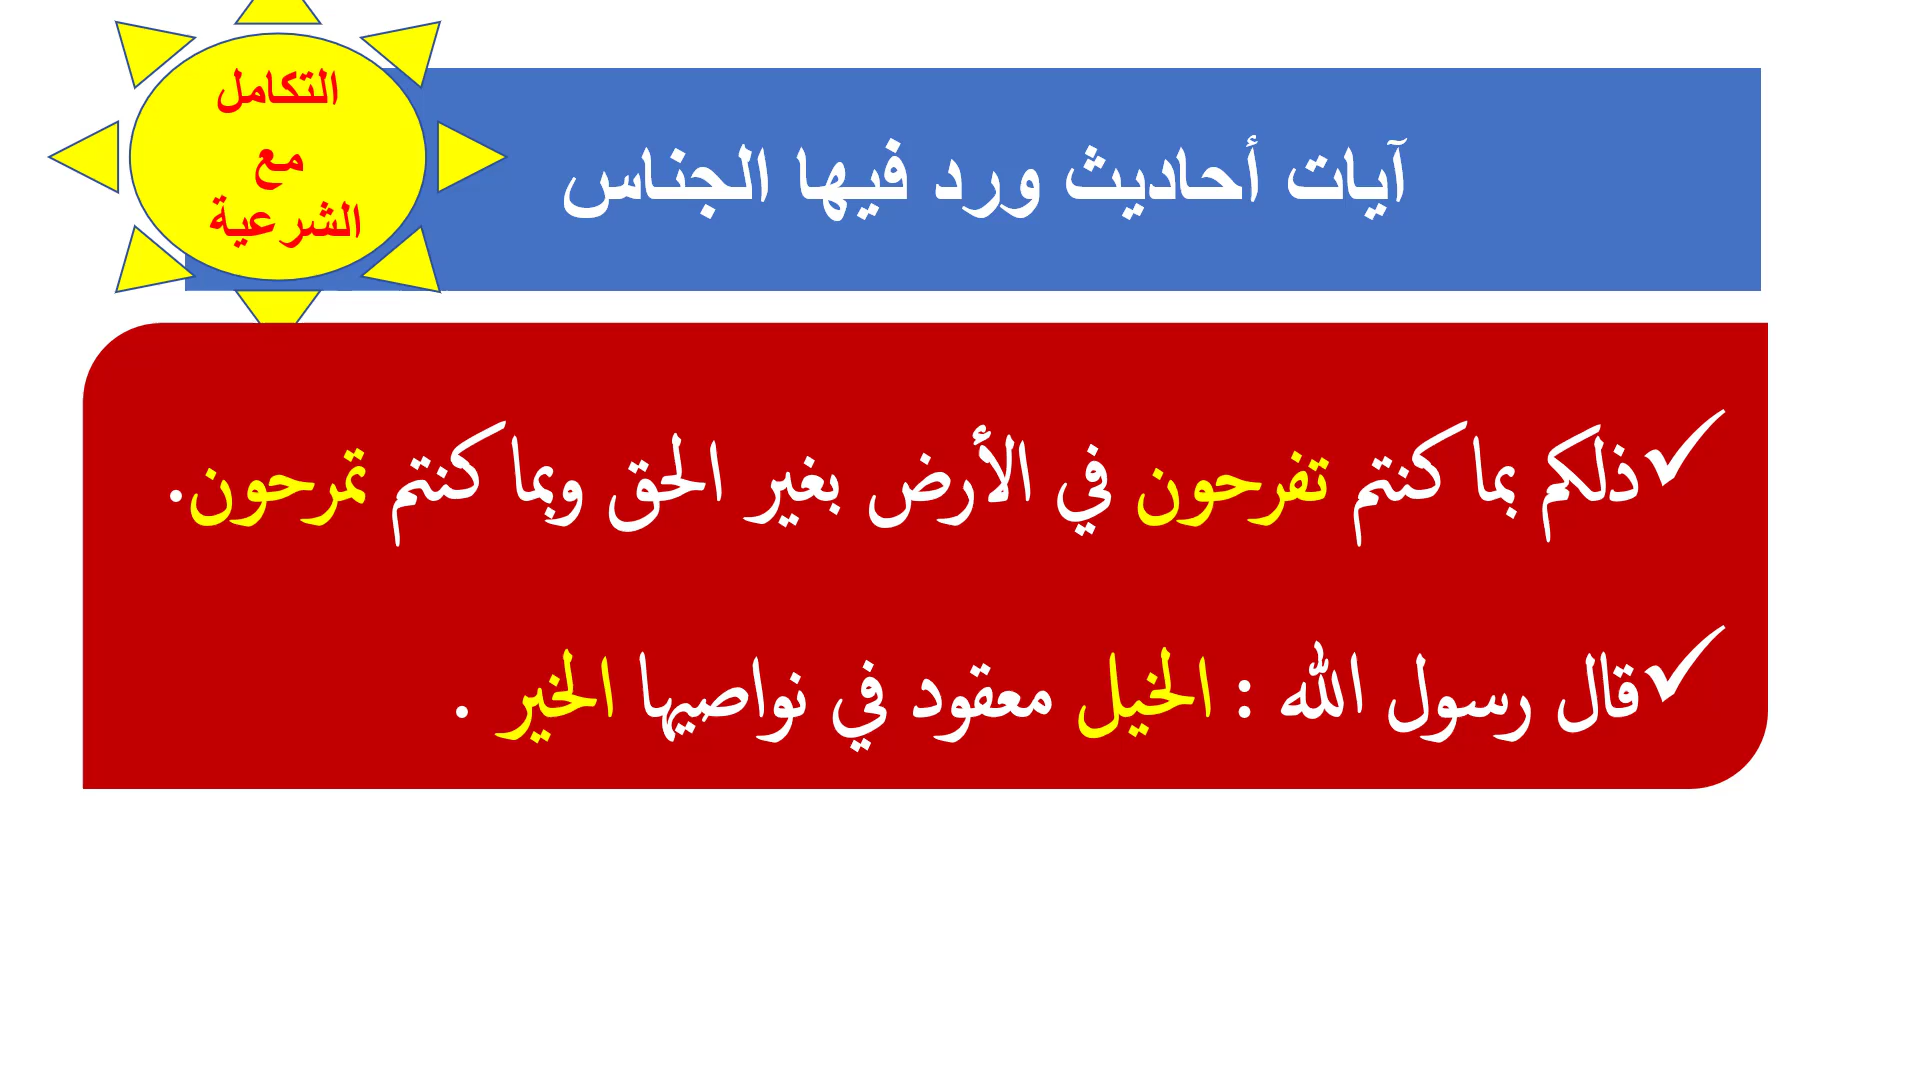 التكامل
مع
الشرعية
آيات أحاديث ورد فيها الجناس
ذلكم بما كنتم تفرحون في الأرض بغير الحق وبما كنتم تمرحون.
قال رسول الله : الخيل معقود في نواصيها الخير .